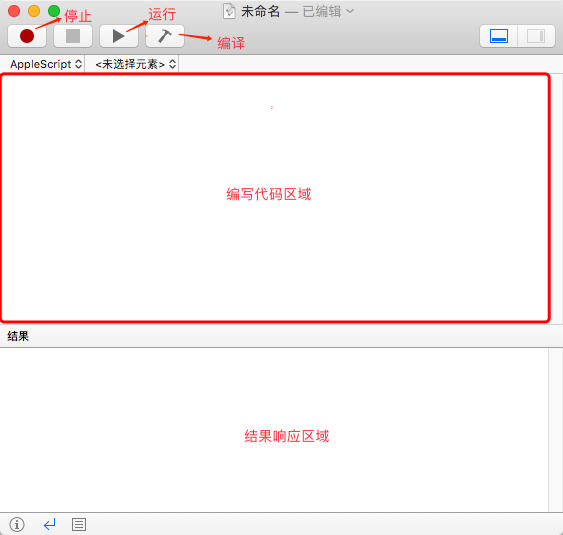 停止
运行
未命名 — 已编辑
编译
AppleScript
<未选择元素>
编写代码区域
结果
结果响应区域